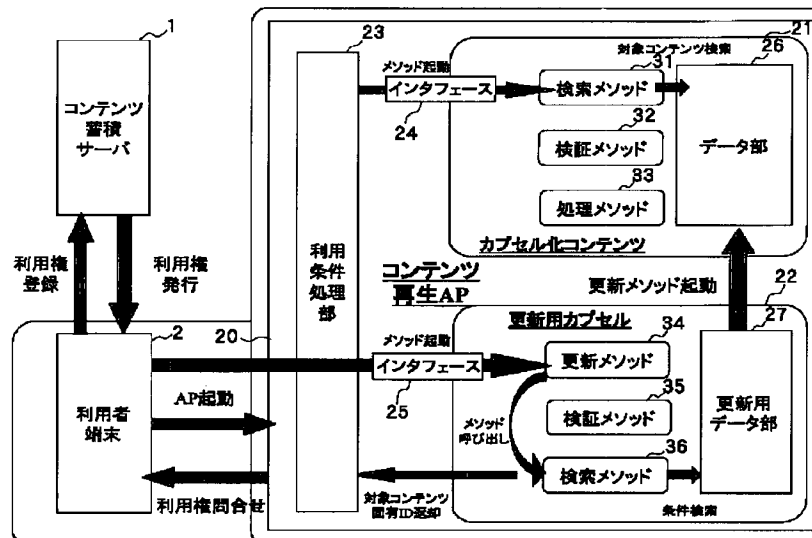 1
コンテンツ
蓄積
サーバ
利用権
登録
利用権
発行
2
利用者
端末
AP起動
利用権問合せ
20
23
利用
条件
処理
部
メソッド起動
インタフェース
24
コンテンツ
再生AP
メソッド起動
インタフェース
25
対象コンテンツ
固有ID返却
21
対象コンテンツ検索
26
31
検索メソッド
32
検証メソッド
33
処理メソッド
データ部
カプセル化コンテンツ
更新メソッド起動
22
27
更新用カプセル
34
更新メソッド
35
検証メソッド
メソッド
呼び出し
36
検索メソッド
更新用
データ部
条件検索